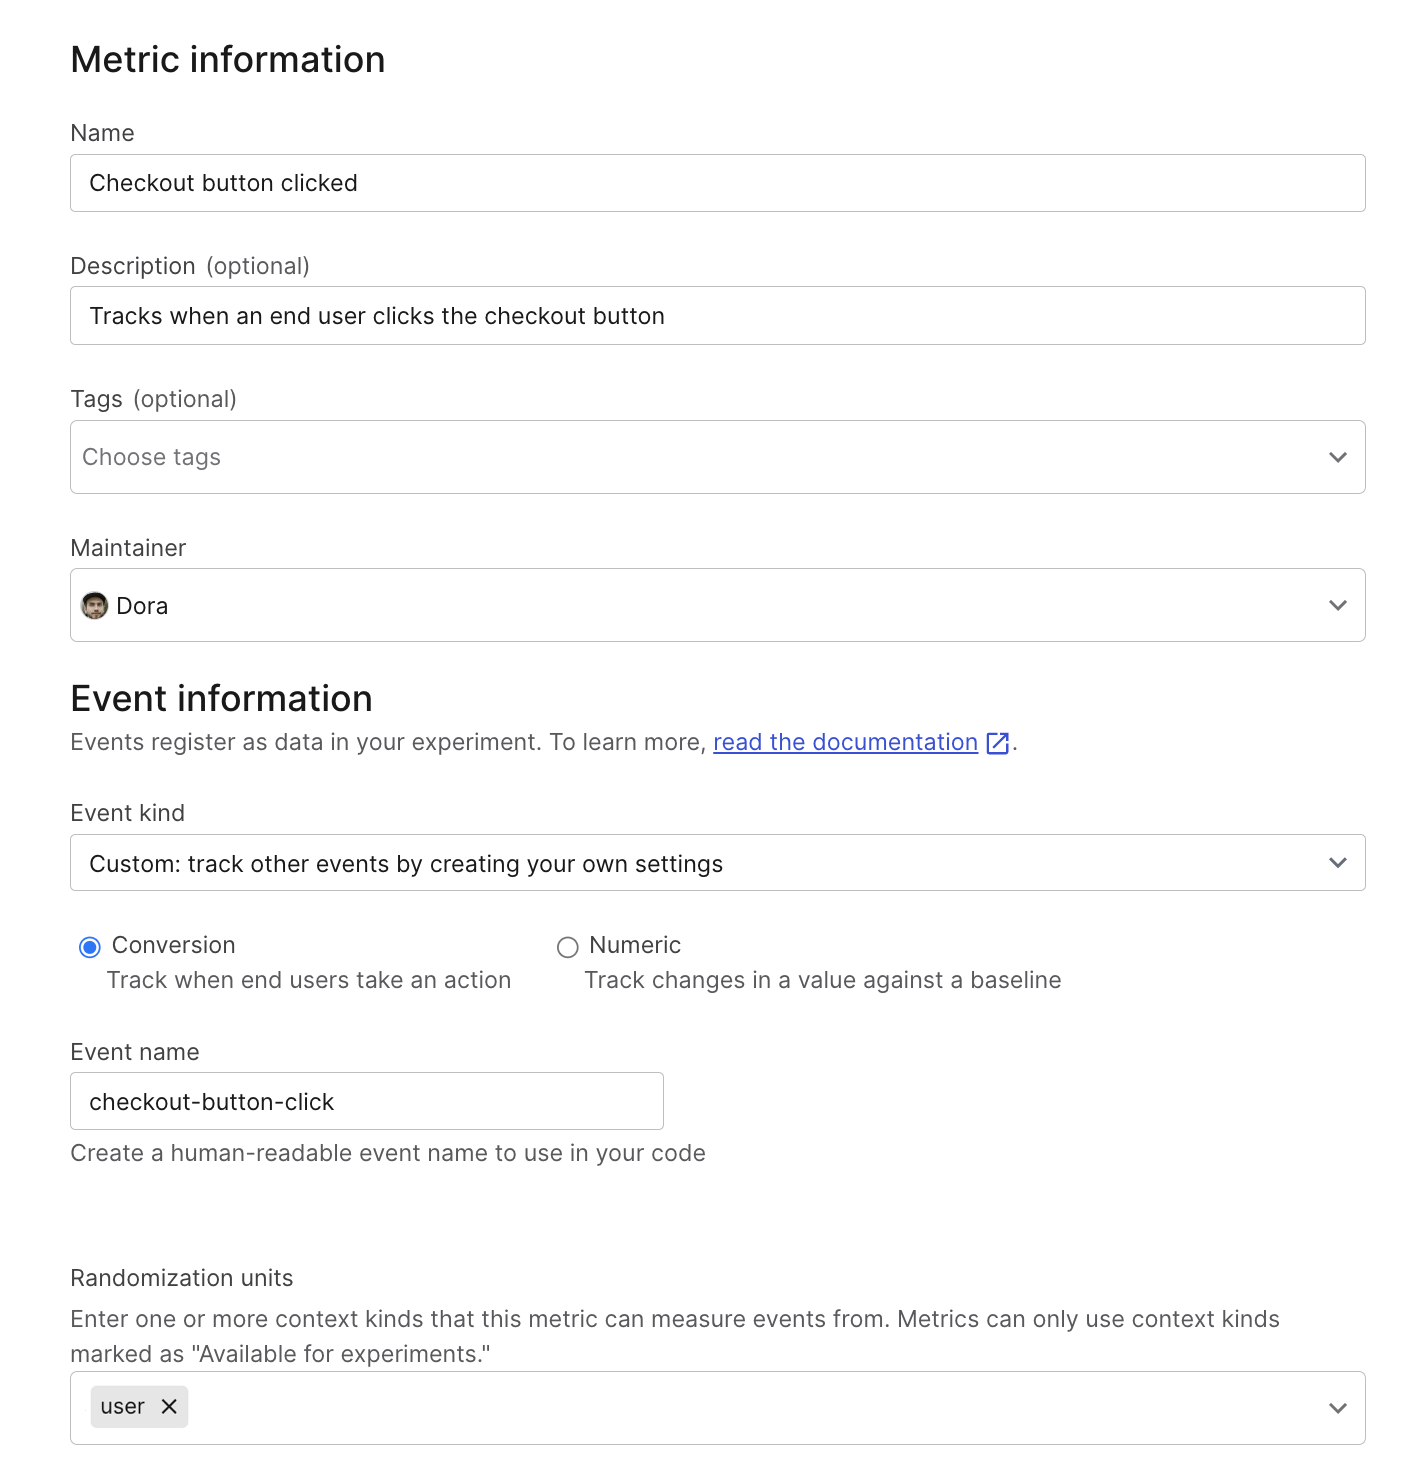 Metric information
Name
Checkout button clicked
Description (optional)
Tracks when an end user clicks the checkout button
Tags (optional)
Choose tags
Maintainer
Dora
Event information
Events register as data in your experiment. To learn more, read the documentation.
Event kind
Custom: track other events by creating your own settings
Conversion
Track when end users take an action
Numeric
Track changes in a value against a baseline
Event name
checkout-button-click
Create a human-readable event name to use in your code
Randomization units
Enter one or more context kinds that this metric can measure events from. Metrics can only use context kinds
marked as "Available for experiments."
user